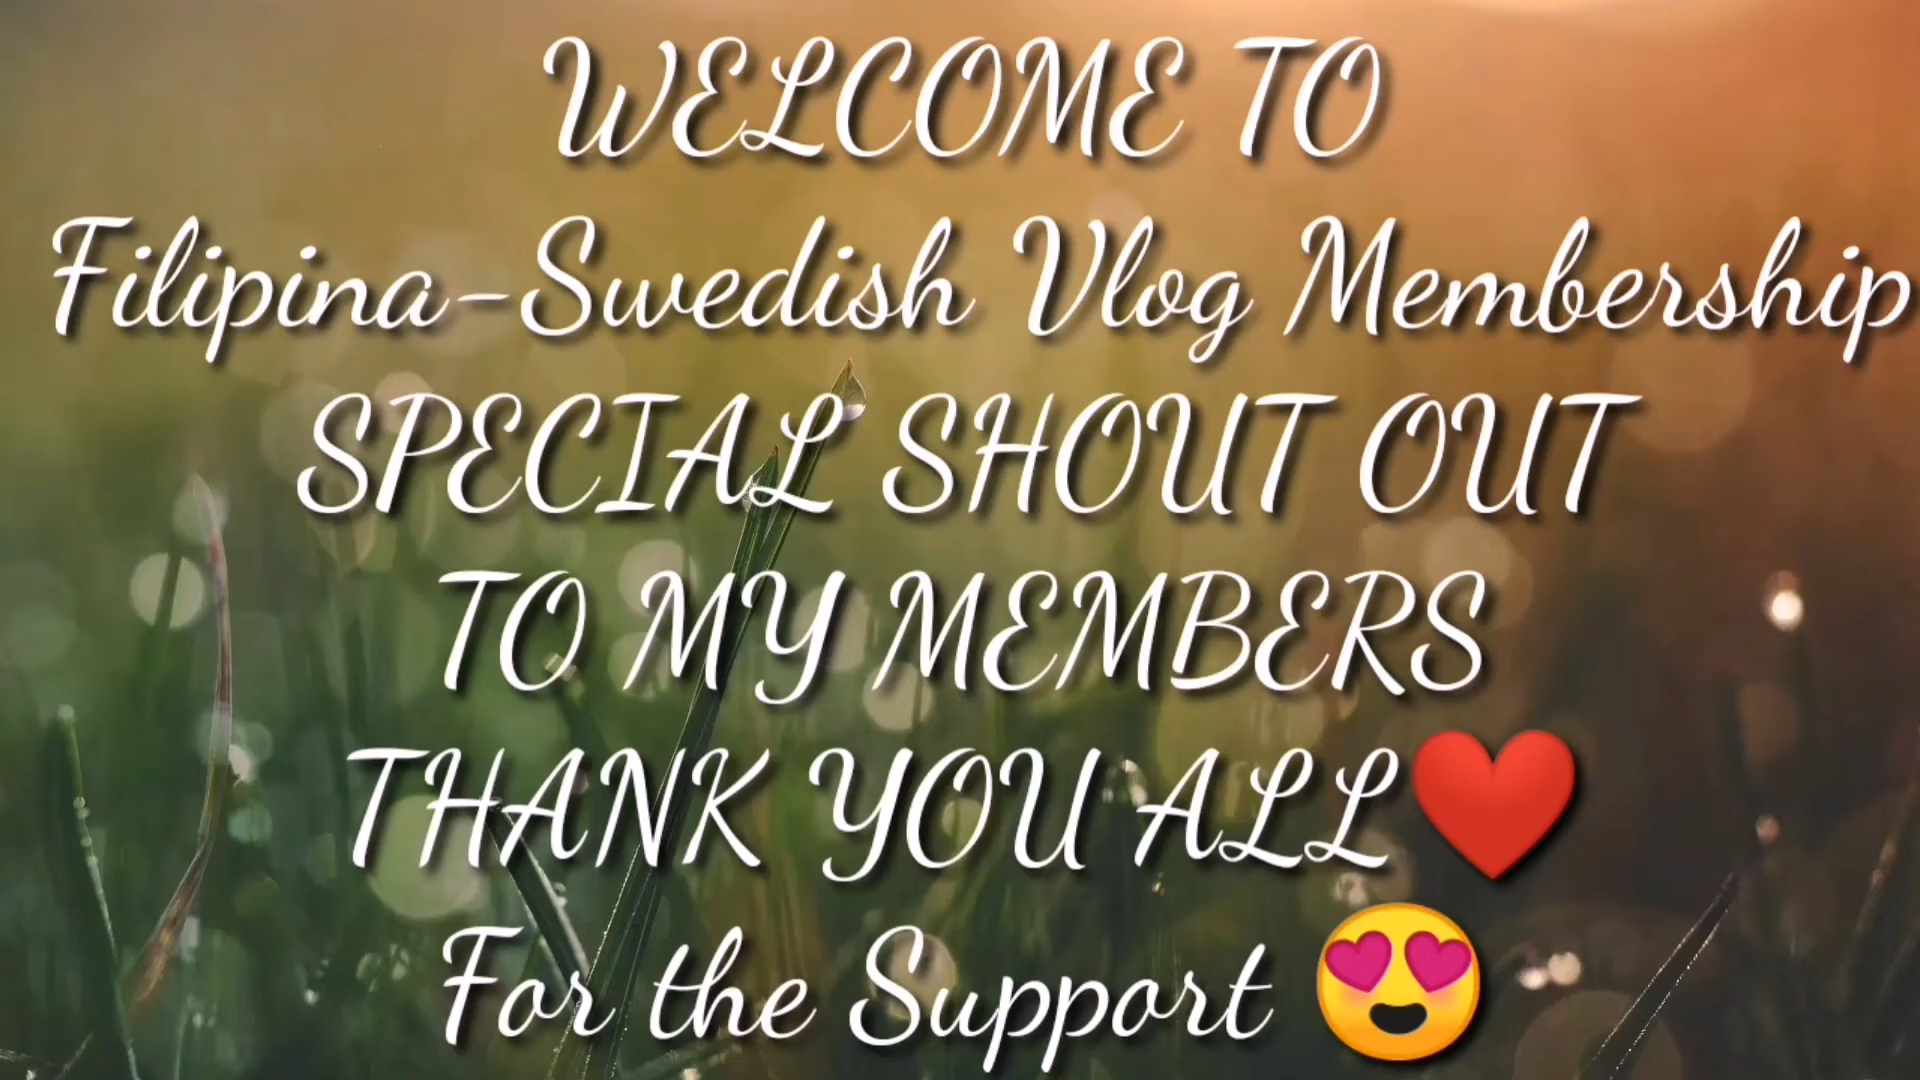 WELCOME TO
Filipina-Swedish Vlog Membership
SPECIAL SHOUT OUT
TO MY MEMBERS
THANK YOU ALL❤️
For the Support 😍